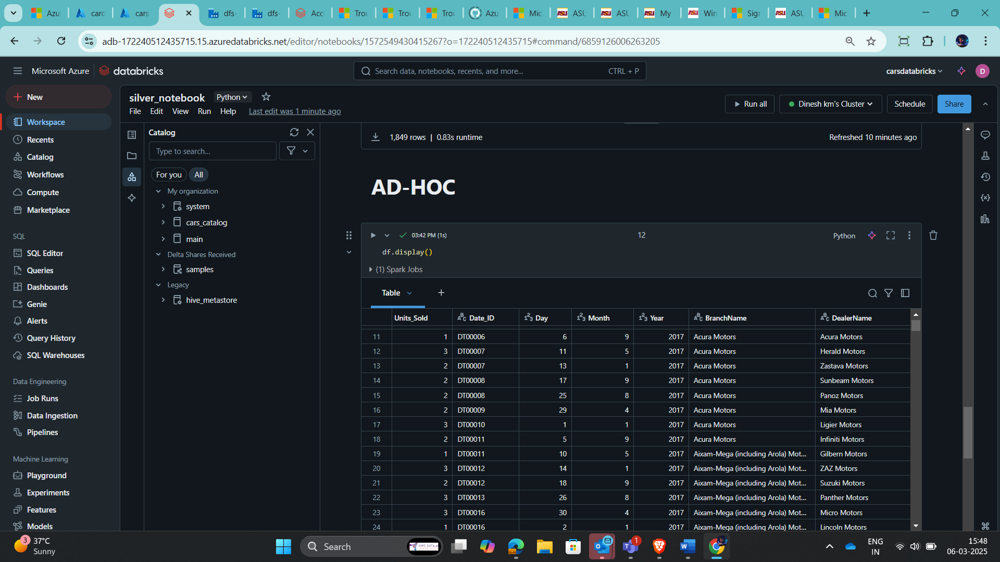 Azu
card
cars
dfs-
dfs-
Acc
Trou
Trou
Trou
Azu
Mic
ASU
ASU
My
Win
Sign
ASU
Mic
adb-172240512435715.15.azuredatabricks.net/editor/notebooks/1572549430415267?o=172240512435715#command/6859126006263205
Microsoft Azure
databricks
Search data, notebooks, recents, and more...
CTRL + P
carsdatabricks
D
New
Workspace
Recents
Catalog
Workflows
Compute
Marketplace
SQL
SQL Editor
Queries
Dashboards
Genie
Alerts
Query History
SQL Warehouses
Data Engineering
Job Runs
Data Ingestion
Pipelines
Machine Learning
Playground
Experiments
Features
Models
silver_notebook
Python
File Edit View Run Help Last edit was 1 minute ago
Run all
Dinesh km's Cluster
Schedule
Share
Catalog
Type to search...
For you
All
My organization
system
cars_catalog
main
Delta Shares Received
samples
Legacy
hive_metastore
1,849 rows | 0.83s runtime
Refreshed 10 minutes ago
AD-HOC
03:42 PM (1s)
12
Python
df.display()
(1) Spark Jobs
Table
Units_Sold Date_ID Day Month Year BranchName DealerName
11 1 DT00006 6 9 2017 Acura Motors Acura Motors
12 3 DT00007 11 5 2017 Acura Motors Herald Motors
13 2 DT00007 13 1 2017 Acura Motors Zastava Motors
14 2 DT00008 17 9 2017 Acura Motors Sunbeam Motors
15 2 DT00008 25 8 2017 Acura Motors Panoz Motors
16 2 DT00009 29 4 2017 Acura Motors Mia Motors
17 3 DT00010 1 1 2017 Acura Motors Ligier Motors
18 2 DT00011 5 9 2017 Acura Motors Infiniti Motors
19 1 DT00011 10 5 2017 Aixam-Mega (including Arola) Mot... Gilbern Motors
20 3 DT00012 14 1 2017 Aixam-Mega (including Arola) Mot... ZAZ Motors
21 2 DT00012 18 9 2017 Aixam-Mega (including Arola) Mot... Suzuki Motors
22 3 DT00013 26 8 2017 Aixam-Mega (including Arola) Mot... Panther Motors
23 3 DT00016 30 4 2017 Aixam-Mega (including Arola) Mot... Micro Motors
24 1 DT00016 2 1 2017 Aixam-Mega (including Arola) Mot... Lincoln Motors
3
37°C
Sunny
Search
1
ENG
IN
15:48
06-03-2025